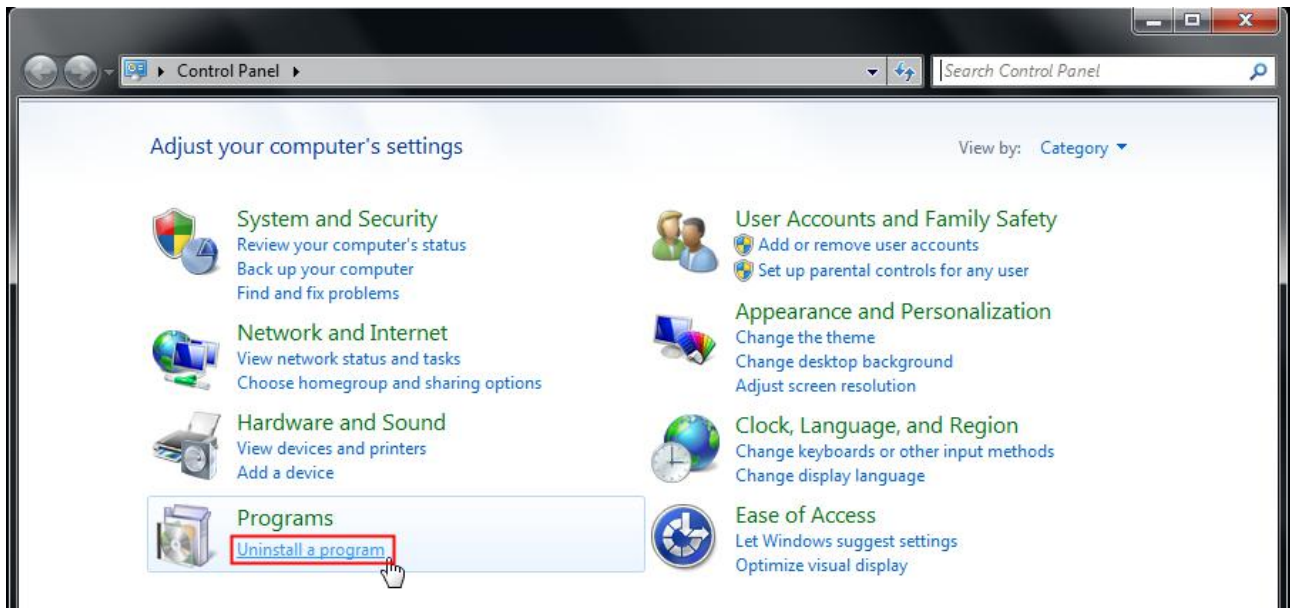 Control Panel
Search Control Panel
Adjust your computer's settings
View by: Category
System and Security
Review your computer's status
Back up your computer
Find and fix problems
Network and Internet
View network status and tasks
Choose homegroup and sharing options
Hardware and Sound
View devices and printers
Add a device
Programs
Uninstall a program
User Accounts and Family Safety
Add or remove user accounts
Set up parental controls for any user
Appearance and Personalization
Change the theme
Change desktop background
Adjust screen resolution
Clock, Language, and Region
Change keyboards or other input methods
Change display language
Ease of Access
Let Windows suggest settings
Optimize visual display